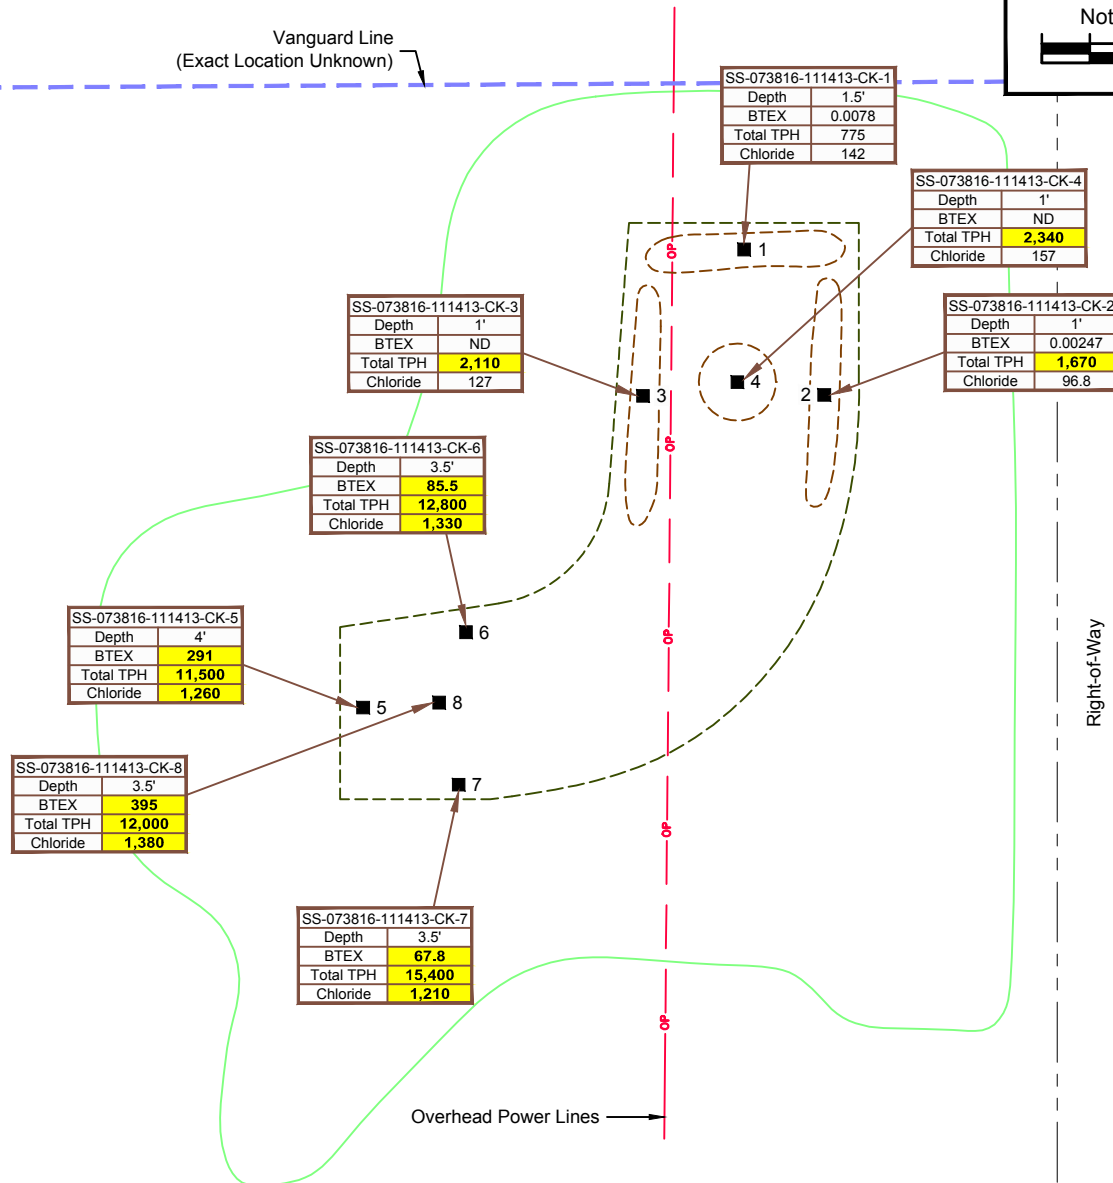 Not
Vanguard Line
(Exact Location Unknown)
SS-073816-111413-CK-1
Depth 1.5'
BTEX 0.0078
Total TPH 775
Chloride 142
SS-073816-111413-CK-4
Depth 1'
BTEX ND
Total TPH 2,340
Chloride 157
SS-073816-111413-CK-3
Depth 1'
BTEX ND
Total TPH 2,110
Chloride 127
SS-073816-111413-CK-2
Depth 1'
BTEX 0.00247
Total TPH 1,670
Chloride 96.8
OP
1
4
3
2
OP
SS-073816-111413-CK-6
Depth 3.5'
BTEX 85.5
Total TPH 12,800
Chloride 1,330
SS-073816-111413-CK-5
Depth 4'
BTEX 291
Total TPH 11,500
Chloride 1,260
6
OP
5
8
Right-of-Way
SS-073816-111413-CK-8
Depth 3.5'
BTEX 395
Total TPH 12,000
Chloride 1,380
7
OP
SS-073816-111413-CK-7
Depth 3.5'
BTEX 67.8
Total TPH 15,400
Chloride 1,210
OP
Overhead Power Lines